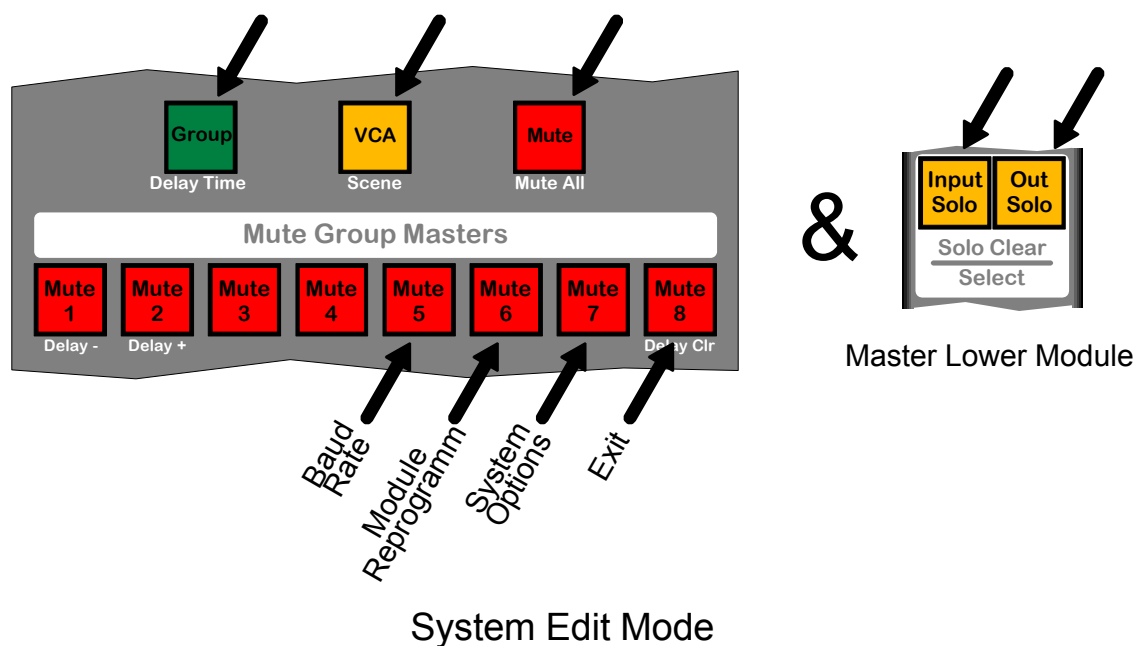 Group
VCA
Mute
Delay Time
Scene
Mute All
Mute Group Masters
Mute
1
Mute
2
Mute
3
Mute
4
Mute
5
Mute
6
Mute
7
Mute
8
Delay -
Delay +
Delay Clr
Baud
Rate
Module
Reprogramm
System
Options
Exit
&
Input
Solo
Out
Solo
Solo Clear
Select
Master Lower Module
System Edit Mode